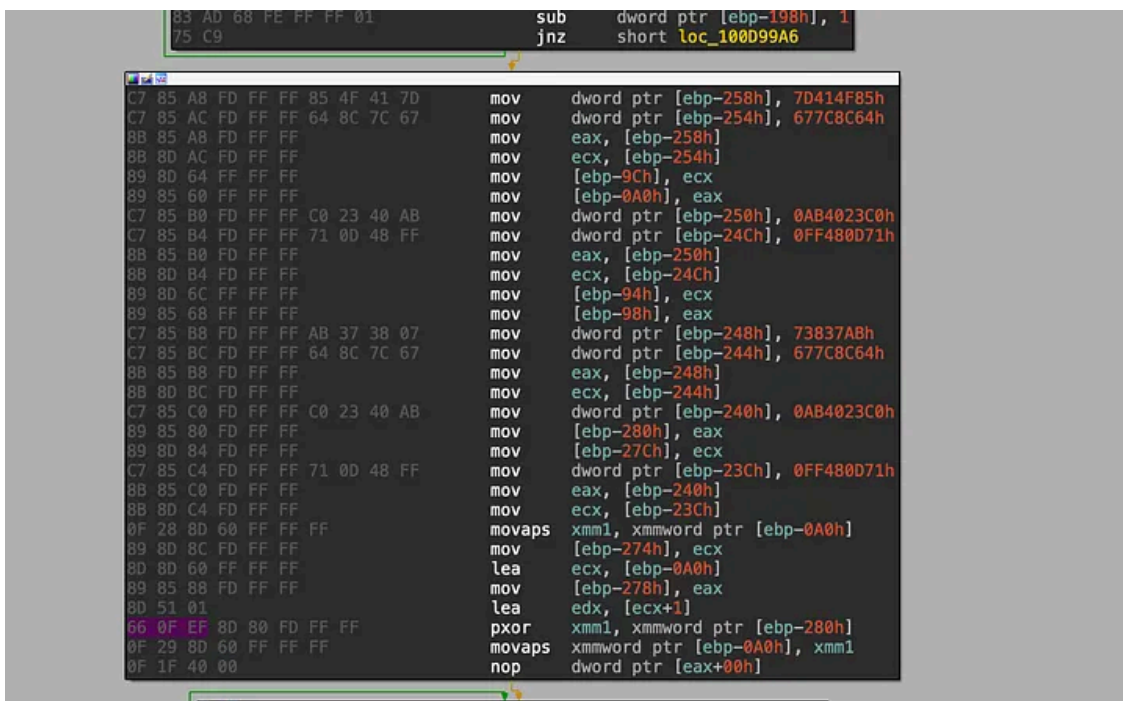 83 AD 68 FE FF FF 01 sub dword ptr [ebp-198h], 1
75 C9 jnz short loc_100D99A6
C7 85 A8 FD FF FF 85 4F 41 7D mov dword ptr [ebp-258h], 7D414F85h
C7 85 AC FD FF FF 64 8C 7C 67 mov dword ptr [ebp-254h], 677C8C64h
8B 85 A8 FD FF FF mov eax, [ebp-258h]
8B 8D AC FD FF FF mov ecx, [ebp-254h]
89 8D 64 FF FF FF mov [ebp-9Ch], ecx
89 85 60 FF FF FF mov [ebp-0A0h], eax
C7 85 B0 FD FF FF C0 23 40 AB mov dword ptr [ebp-250h], 0AB4023C0h
C7 85 B4 FD FF FF 71 0D 48 FF mov dword ptr [ebp-24Ch], 0FF480D71h
8B 85 B0 FD FF FF mov eax, [ebp-250h]
8B 8D B4 FD FF FF mov ecx, [ebp-24Ch]
89 8D 6C FF FF FF mov [ebp-94h], ecx
89 85 68 FF FF FF mov [ebp-98h], eax
C7 85 B8 FD FF FF AB 37 38 07 mov dword ptr [ebp-248h], 73837ABh
C7 85 BC FD FF FF 64 8C 7C 67 mov dword ptr [ebp-244h], 677C8C64h
8B 85 B8 FD FF FF mov eax, [ebp-248h]
8B 8D BC FD FF FF mov ecx, [ebp-244h]
C7 85 C0 FD FF FF C0 23 40 AB mov dword ptr [ebp-240h], 0AB4023C0h
89 85 80 FD FF FF mov [ebp-280h], eax
89 8D 84 FD FF FF mov [ebp-27Ch], ecx
C7 85 C4 FD FF FF 71 0D 48 FF mov dword ptr [ebp-23Ch], 0FF480D71h
8B 85 C0 FD FF FF mov eax, [ebp-240h]
8B 8D C4 FD FF FF mov ecx, [ebp-23Ch]
0F 28 8D 60 FF FF FF movaps xmm1, xmmword ptr [ebp-0A0h]
89 8D 8C FD FF FF mov [ebp-274h], ecx
8D 8D 60 FF FF FF lea ecx, [ebp-0A0h]
89 85 88 FD FF FF mov [ebp-278h], eax
8D 51 01 lea edx, [ecx+1]
66 0F EF 8D 80 FD FF FF pxor xmm1, xmmword ptr [ebp-280h]
0F 29 8D 60 FF FF FF movaps xmmword ptr [ebp-0A0h], xmm1
0F 1F 40 00 nop dword ptr [eax+00h]